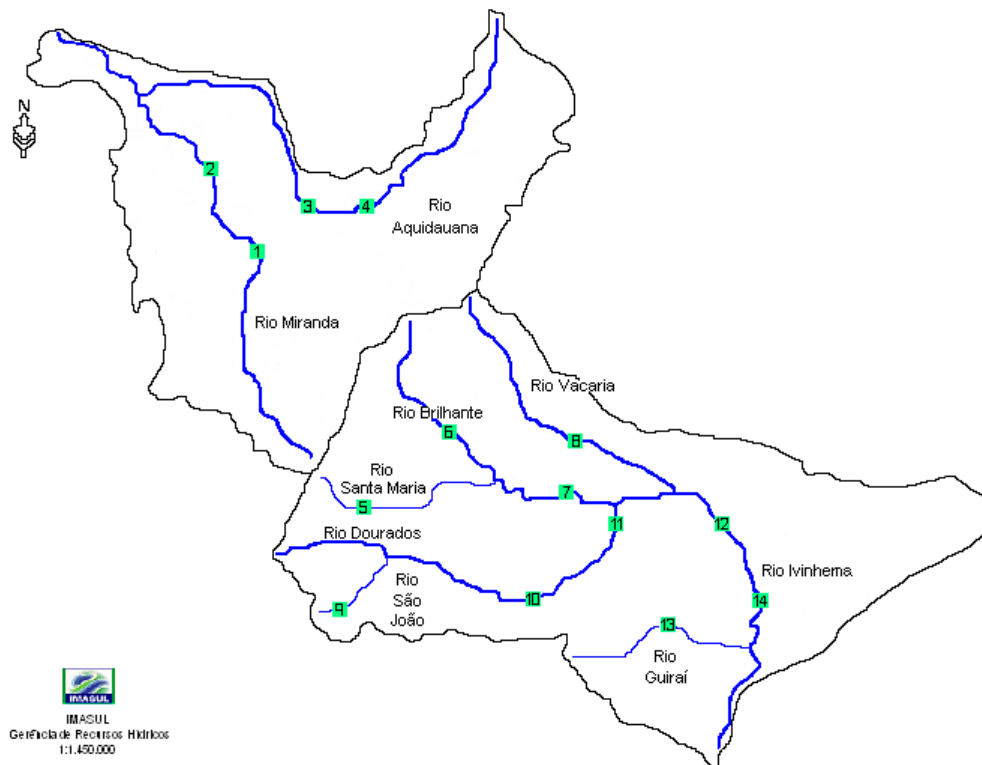 N
2
3
4
Rio
Aquidauana
1
Rio Miranda
Rio Vacaria
Rio Brilhante
6
8
Rio
Santa Maria
5
7
11
12
Rio Dourados
Rio Ivinhema
9
Rio
São
João
10
14
13
Rio
Guiraí
IMASUL
IMASUL
Gerência de Recursos Hídricos
1:1.450.000